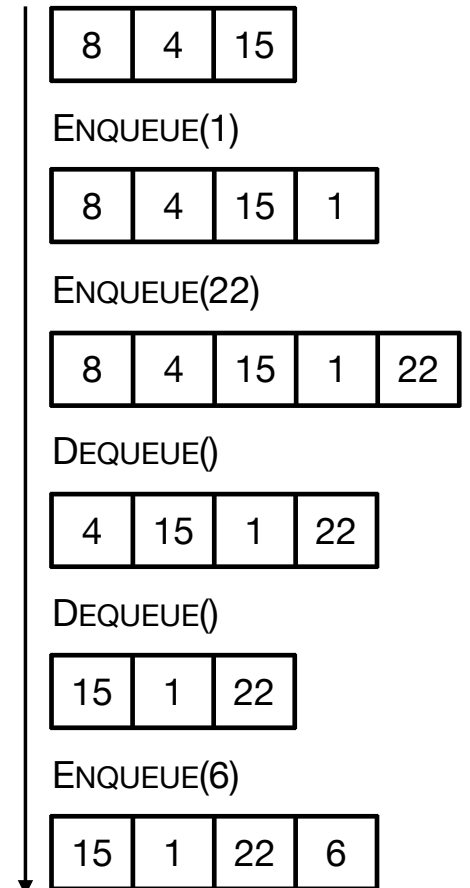 8 4 15
ENQUEUE(1)
8 4 15 1
ENQUEUE(22)
8 4 15 1 22
DEQUEUE()
4 15 1 22
DEQUEUE()
15 1 22
ENQUEUE(6)
15 1 22 6